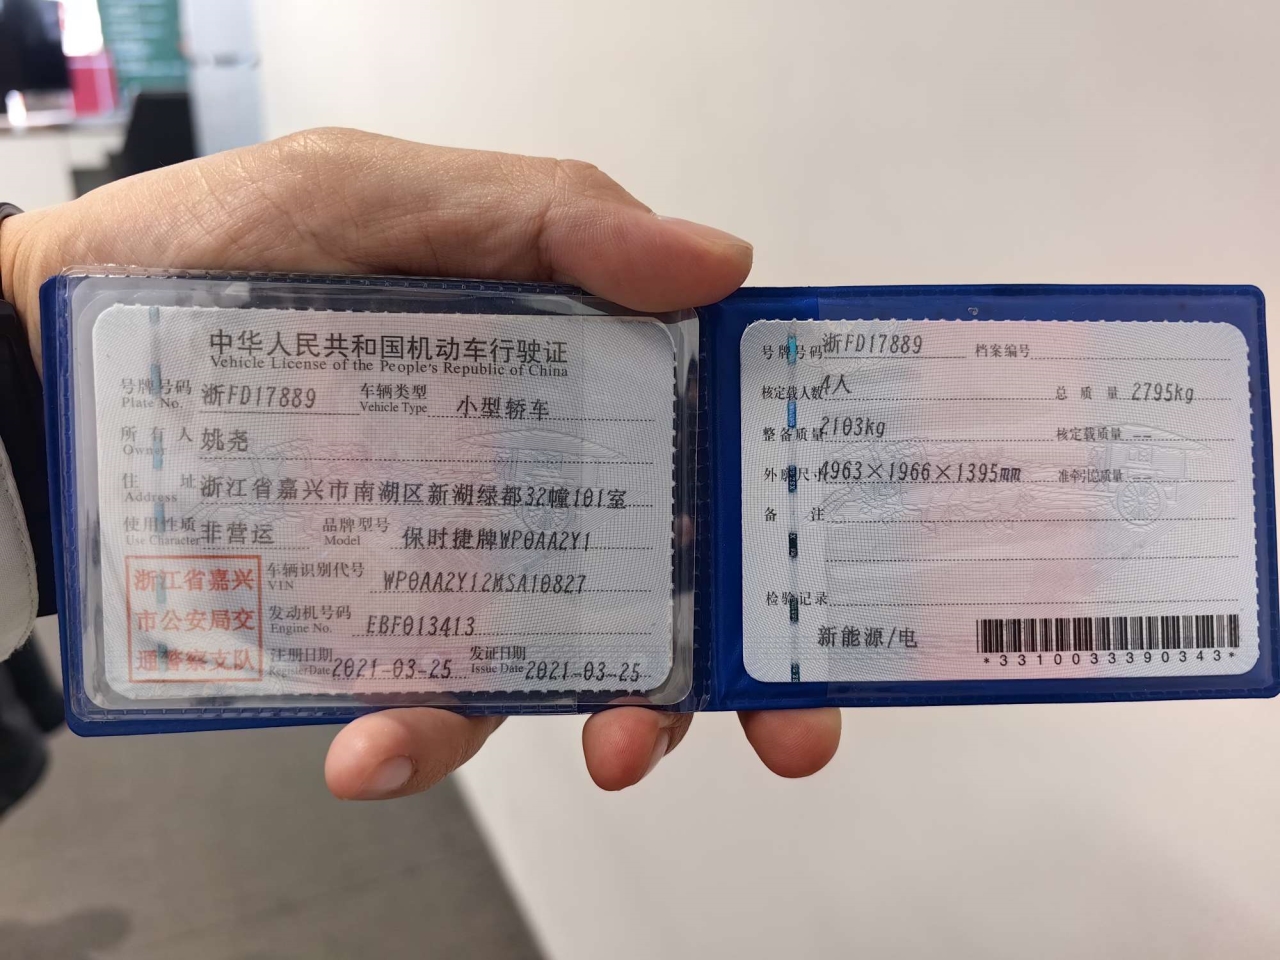 中华人民共和国机动车行驶证
Vehicle License of the People's Republic of China
号牌号码 浙FD17889 车辆类型 小型轿车
Plate No. Vehicle Type
所有人 姚尧
Owner
住址 浙江省嘉兴市南湖区新湖绿都32幢101室
Address
使用性质 非营运 品牌型号 保时捷牌WP0AA2Y1
Use Character Model
浙江省嘉兴
市公安局交
通警察支队
车辆识别代号 WP0AA2Y12MSA10827
VIN
发动机号码 EBF013413
Engine No.
注册日期 2021-03-25 发证日期 2021-03-25
Register Date Issue Date
号牌号码 浙FD17889 档案编号
核定载人数 4人 总质量 2795kg
整备质量 2103kg 核定载质量 --
外廓尺寸 4963×1966×1395mm 准牵引总质量 --
备注
检验记录
新能源/电
*3310033390343*